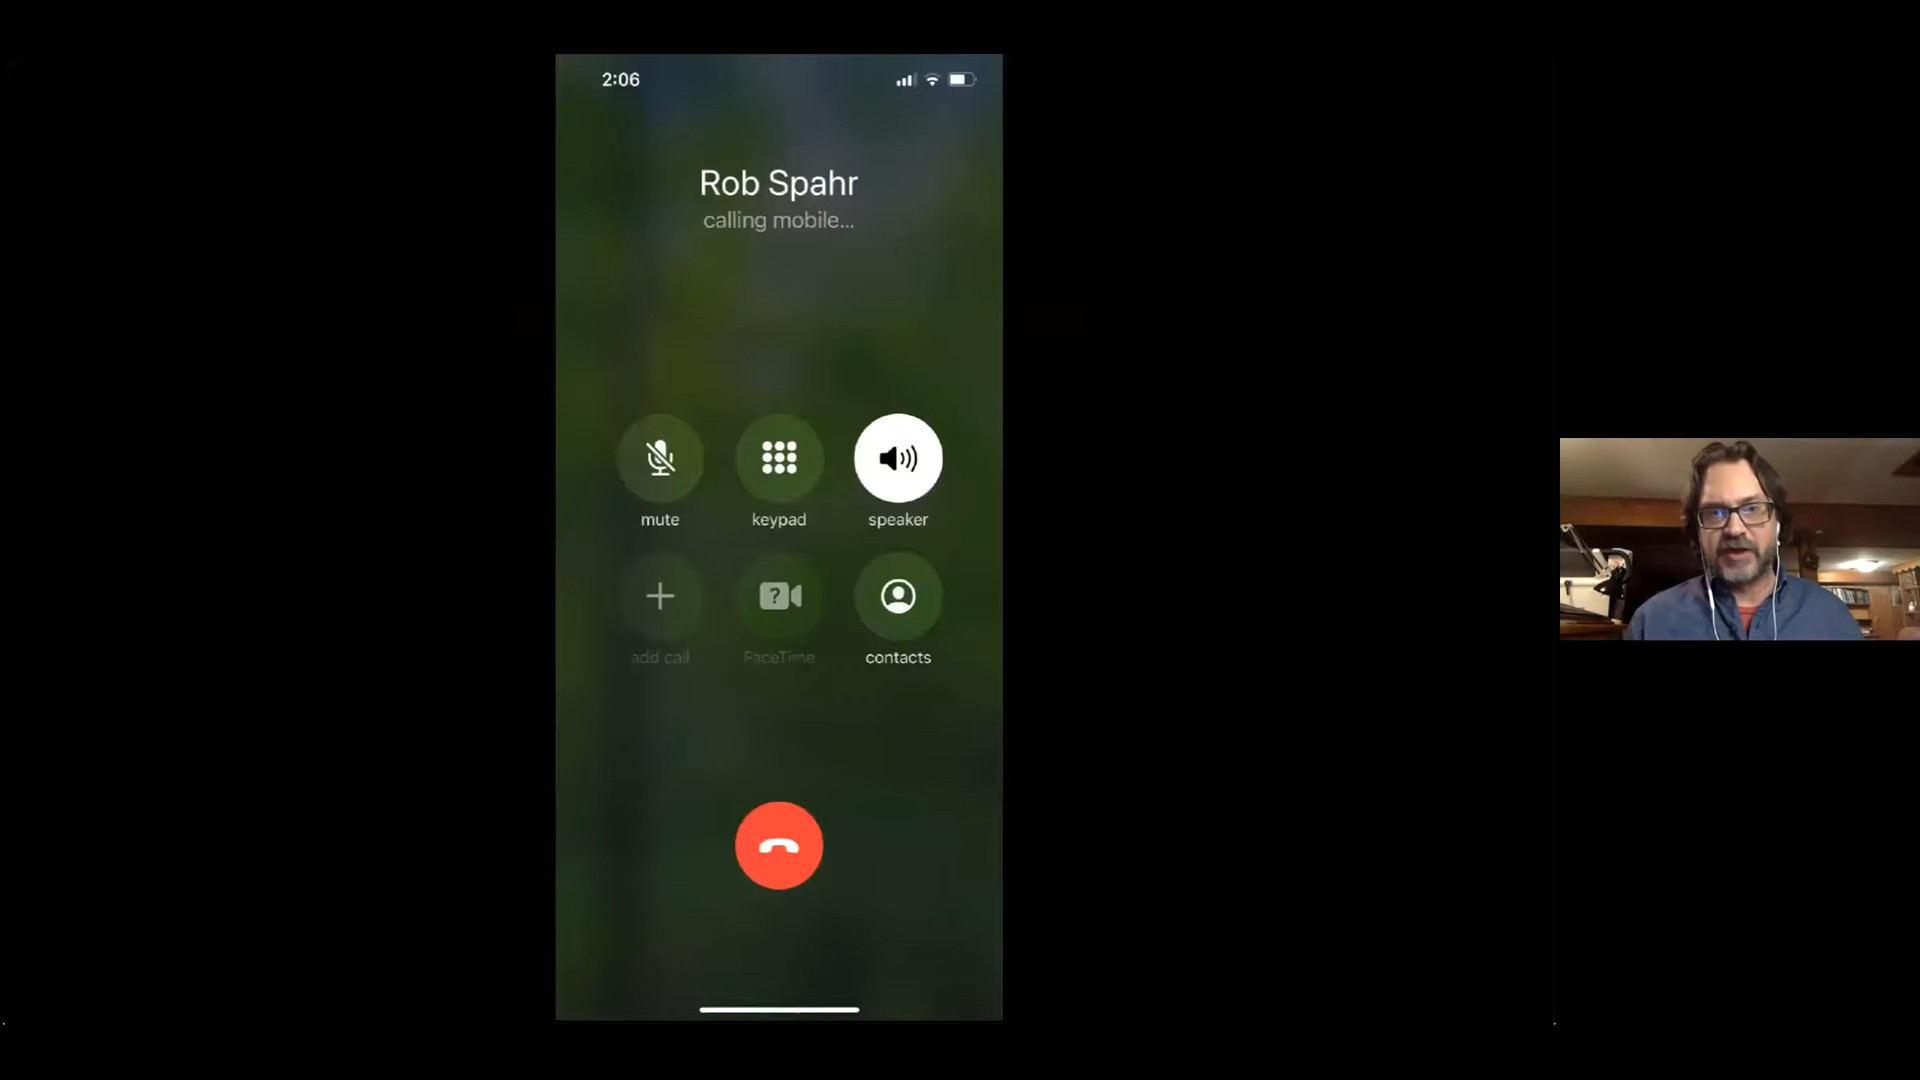 2:06
Rob Spahr
calling mobile...
mute
keypad
speaker
?
add call
FaceTime
contacts